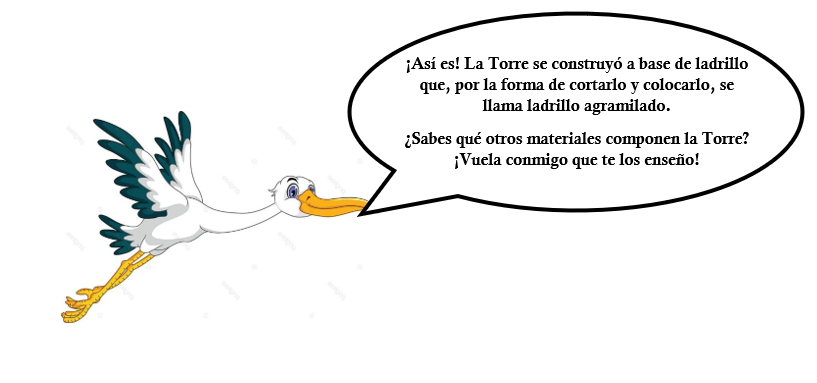 ¡Así es! La Torre se construyó a base de ladrillo
que, por la forma de cortarlo y colocarlo, se
llama ladrillo agramilado.
¿Sabes qué otros materiales componen la Torre?
¡Vuela conmigo que te los enseño!